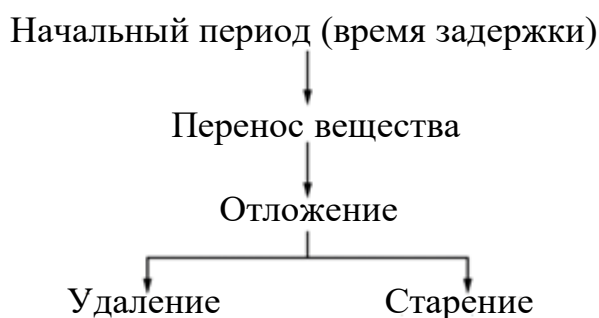 Начальный период (время задержки)
Перенос вещества
Отложение
Удаление Старение